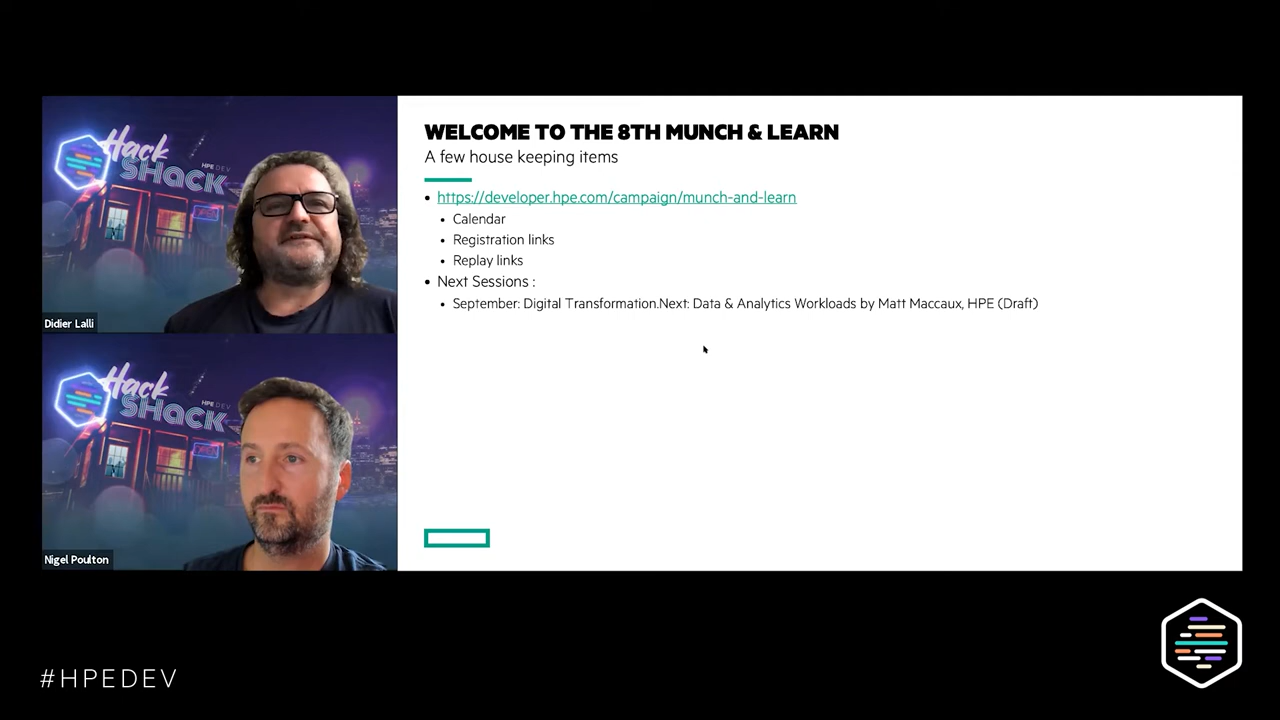 Hack
SHACK
HPE DEV
OPEN
Didier Lalli
Hack
SHACK
HPE DEV
OPEN
Nigel Poulton
WELCOME TO THE 8TH MUNCH & LEARN
A few house keeping items
• https://developer.hpe.com/campaign/munch-and-learn
• Calendar
• Registration links
• Replay links
• Next Sessions :
• September: Digital Transformation.Next: Data & Analytics Workloads by Matt Maccaux, HPE (Draft)
#HPEDEV